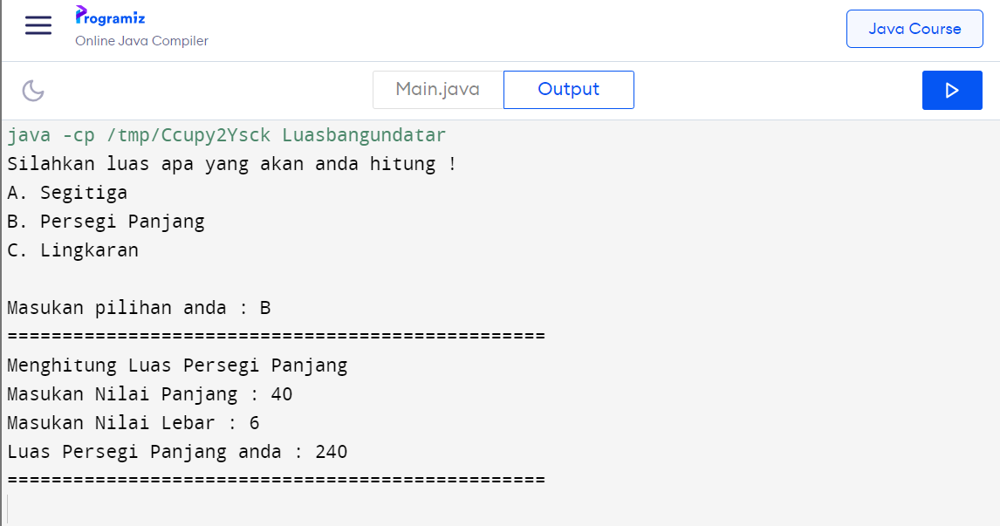 Programiz
Online Java Compiler
Java Course
Main.java
Output
java -cp /tmp/Ccupy2Ysck Luasbangundatar
Silahkan luas apa yang akan anda hitung !
A. Segitiga
B. Persegi Panjang
C. Lingkaran
Masukan pilihan anda : B
=================================================
Menghitung Luas Persegi Panjang
Masukan Nilai Panjang : 40
Masukan Nilai Lebar : 6
Luas Persegi Panjang anda : 240
=================================================